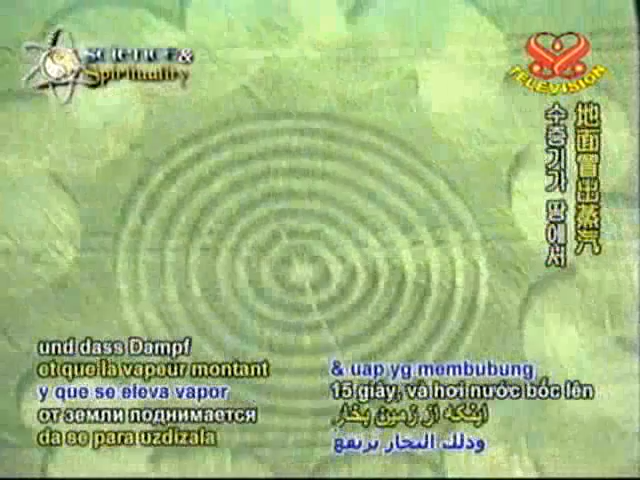 SCIENCE&
Spirituality
TELEVISION
地面冒出蒸汽
수증기가 땅에서
und dass Dampf
et que la vapeur montant
y que se eleva vapor
от земли поднимается
da se para uzdizala
& uap yg membubung
15 giây, và hơi nước bốc lên
اینکه از زمین بخار
وذلك البخار يرتفع